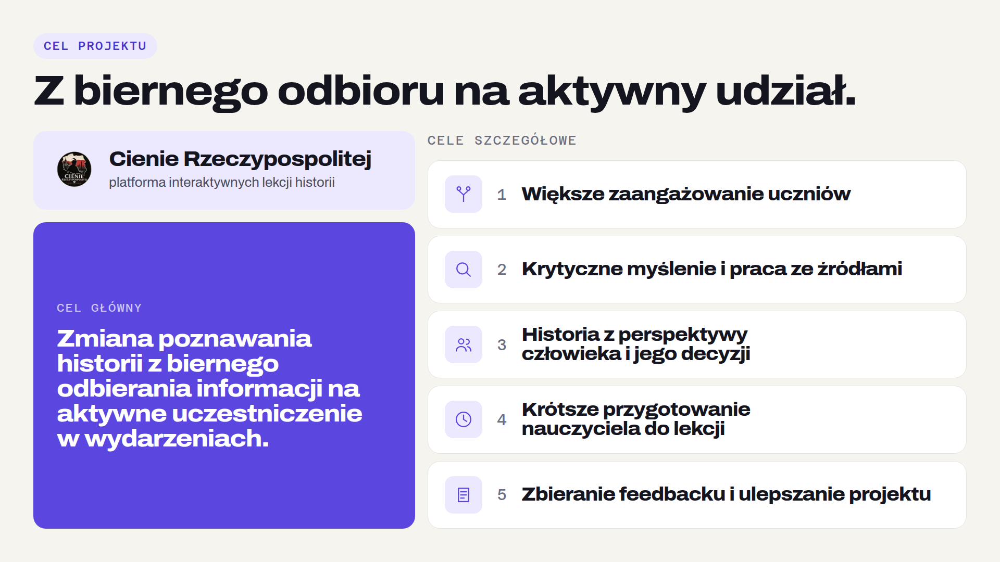 CEL PROJEKTU
Z biernego odbioru na aktywny udział.
CIENIE
RZECZYPOSPOLITEJ
Cienie Rzeczypospolitej
platforma interaktywnych lekcji historii
CEL GŁÓWNY
Zmiana poznawania
historii z biernego
odbierania informacji na
aktywne uczestniczenie
w wydarzeniach.
CELE SZCZEGÓŁOWE
1 Większe zaangażowanie uczniów
2 Krytyczne myślenie i praca ze źródłami
3 Historia z perspektywy
człowieka i jego decyzji
4 Krótsze przygotowanie
nauczyciela do lekcji
5 Zbieranie feedbacku i ulepszanie projektu